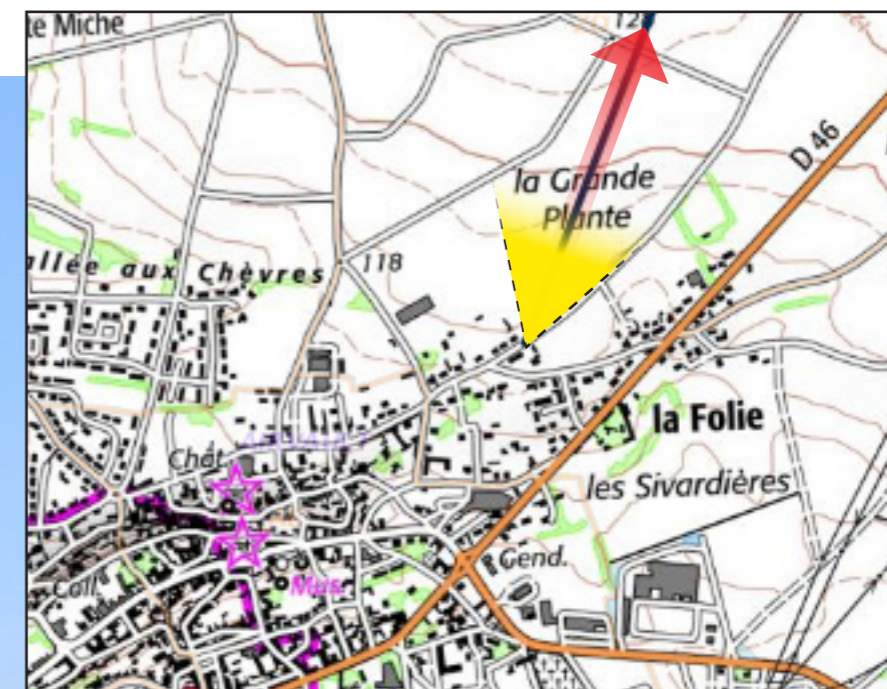 te Miche
12
la Grande
Plante
D 46
allée aux Chèvres
118
la Folie
Chât.
les Sivardières
Gend.
Coll.
Mus.